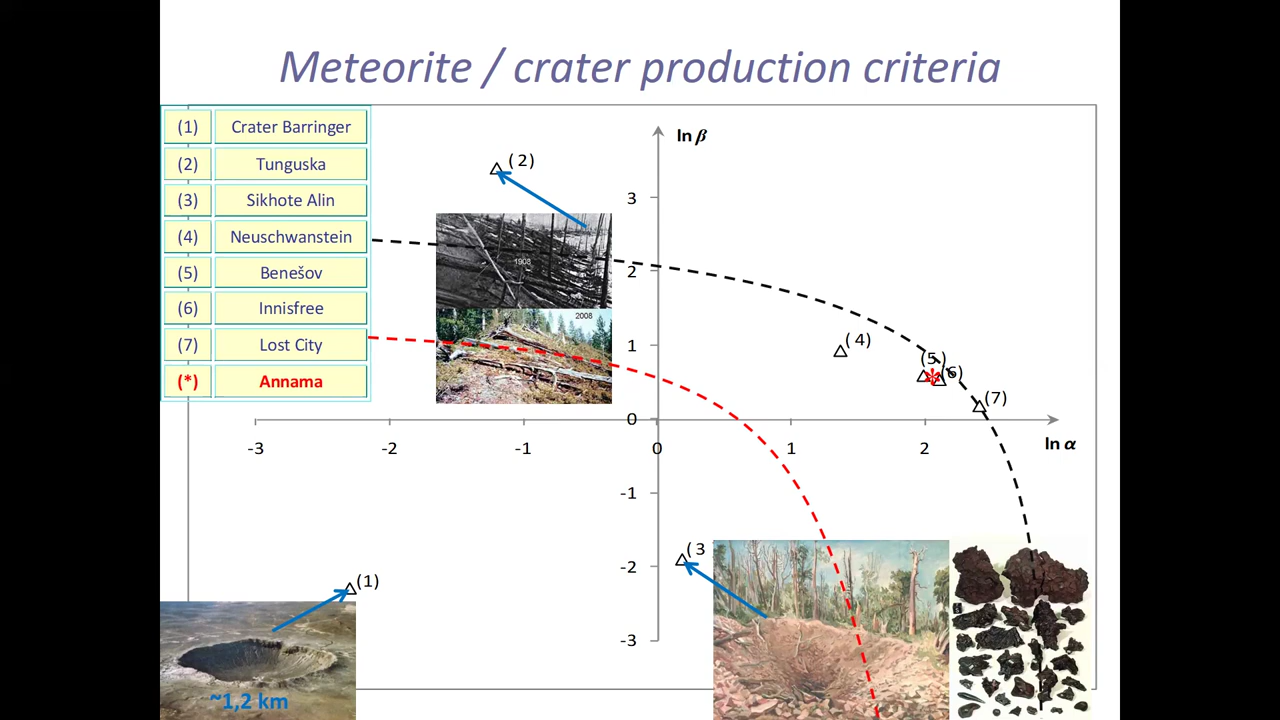 Meteorite / crater production criteria
(1) Crater Barringer
(2) Tunguska
(3) Sikhote Alin
(4) Neuschwanstein
(5) Benešov
(6) Innisfree
(7) Lost City
(*) Annama
ln β
(2)
3
1908
2
2008
1
(4)
(5)
(6)
(7)
0
-3 -2 -1 0 1 2
ln α
-1
(3
-2
(1)
-3
~1,2 km